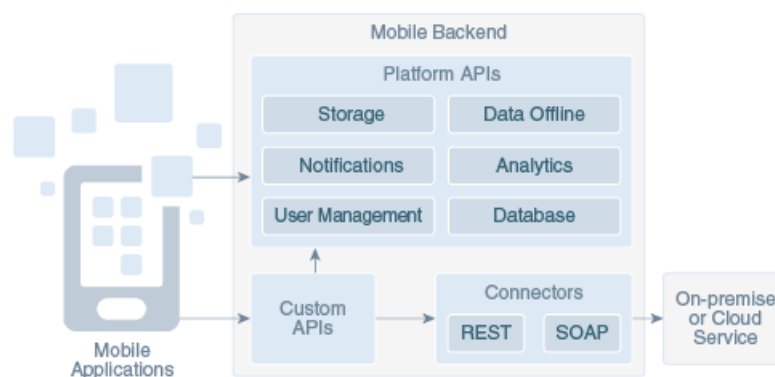 Mobile Backend
Platform APIs
Storage
Data Offline
Notifications
Analytics
User Management
Database
Custom
APIs
Connectors
REST
SOAP
On-premise
or Cloud
Service
Mobile
Applications